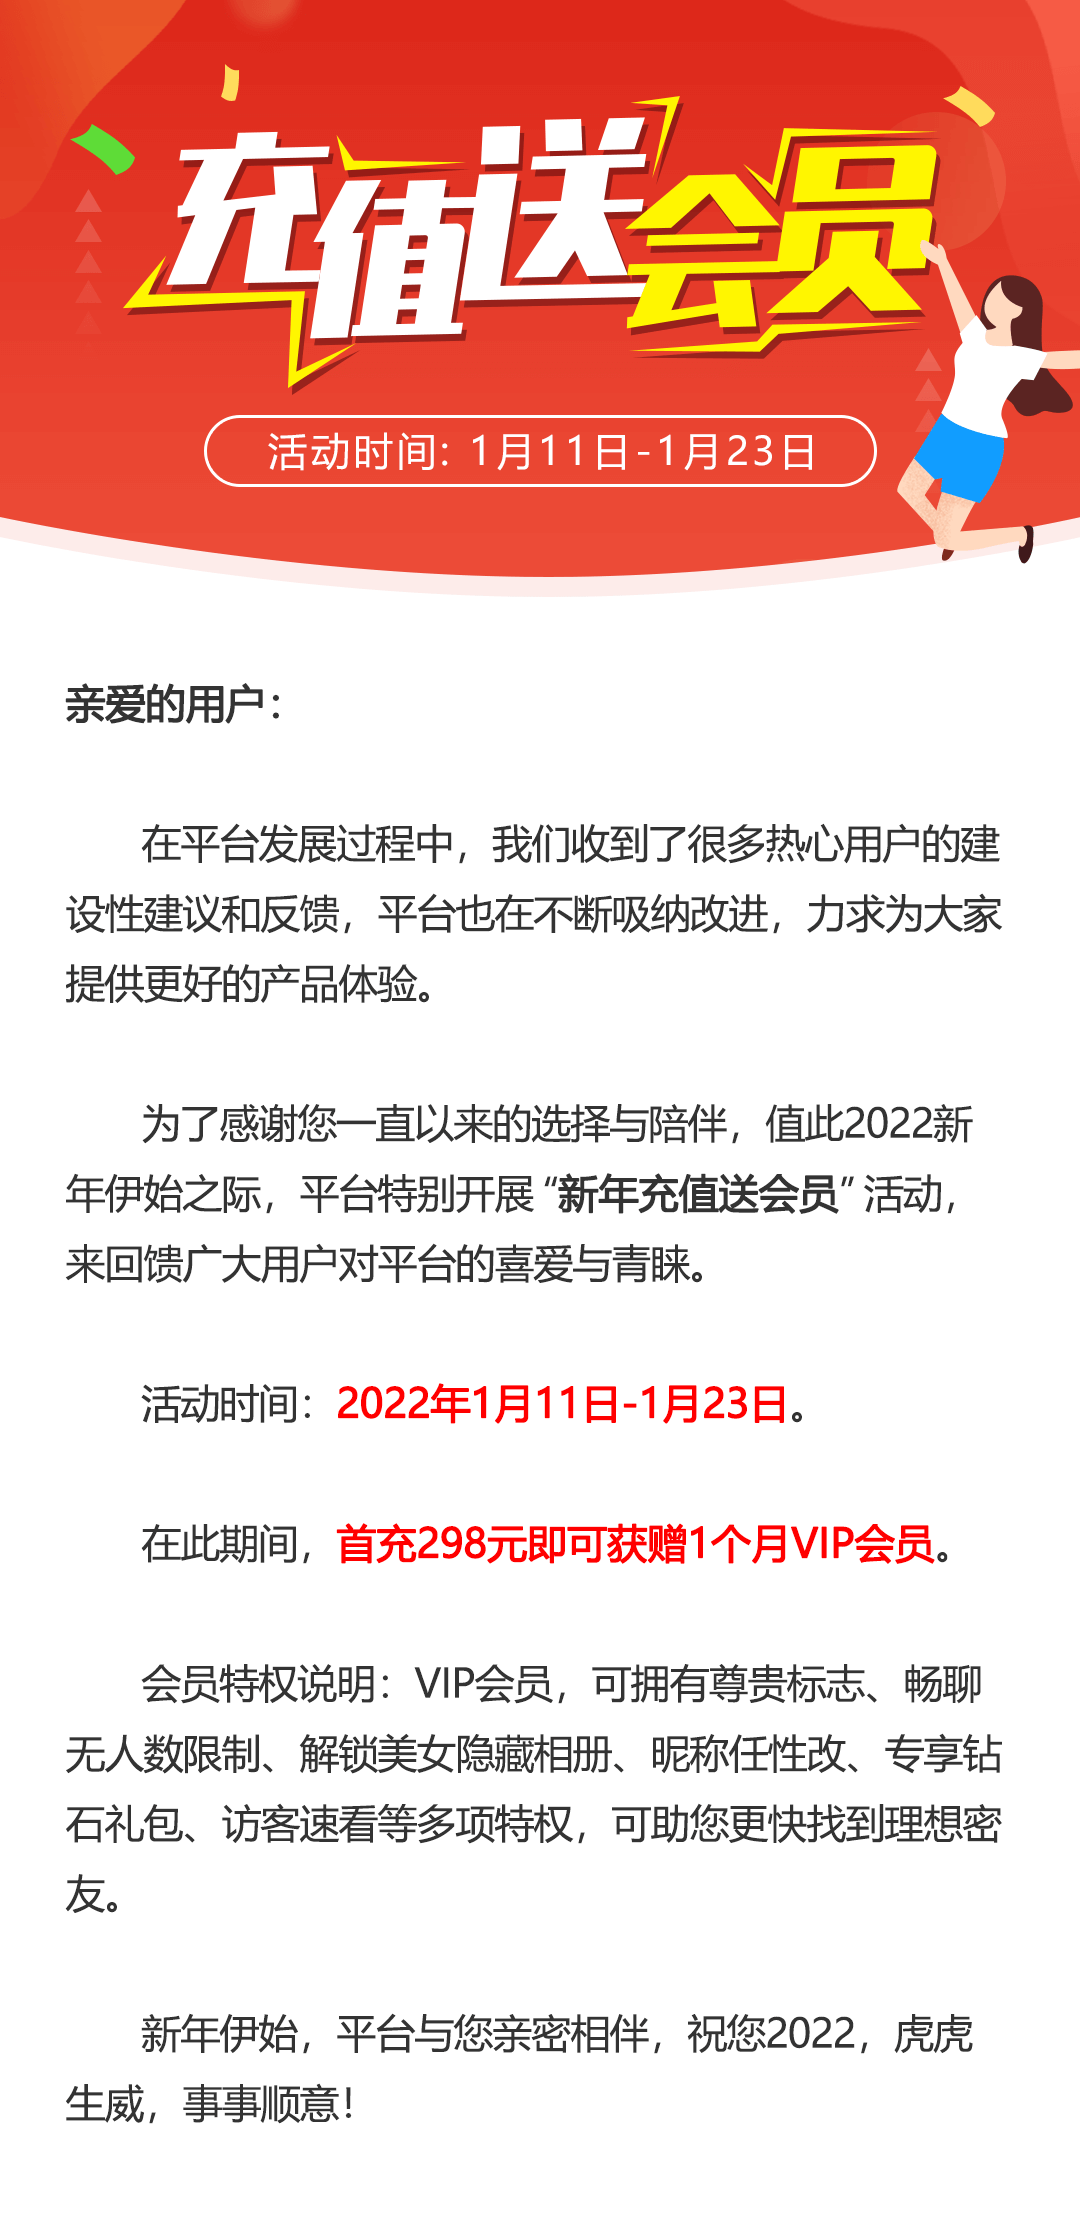 充值送会员
活动时间: 1月11日-1月23日
亲爱的用户：
在平台发展过程中，我们收到了很多热心用户的建
设性建议和反馈，平台也在不断吸纳改进，力求为大家
提供更好的产品体验。
为了感谢您一直以来的选择与陪伴，值此2022新
年伊始之际，平台特别开展“新年充值送会员”活动，
来回馈广大用户对平台的喜爱与青睐。
活动时间：2022年1月11日-1月23日。
在此期间，首充298元即可获赠1个月VIP会员。
会员特权说明：VIP会员，可拥有尊贵标志、畅聊
无人数限制、解锁美女隐藏相册、昵称任性改、专享钻
石礼包、访客速看等多项特权，可助您更快找到理想密
友。
新年伊始，平台与您亲密相伴，祝您2022，虎虎
生威，事事顺意！